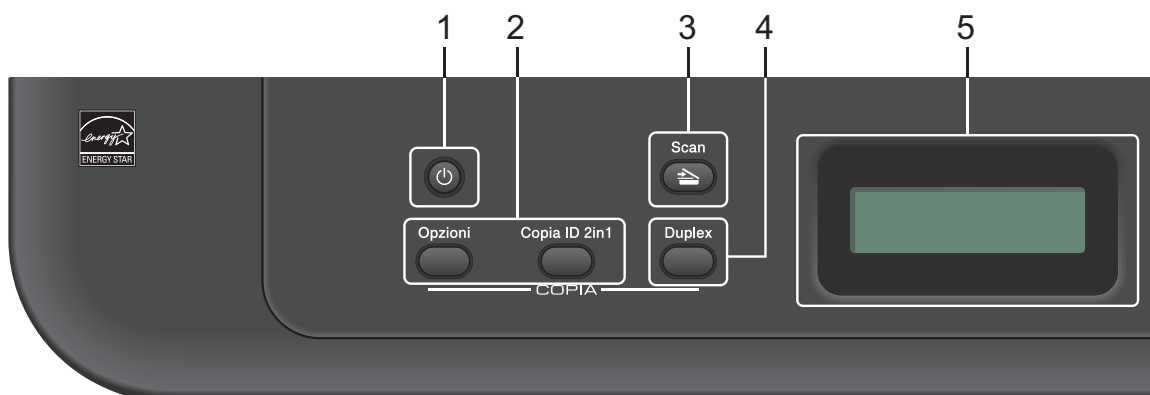 1 2 3 4 5
energy
ENERGY STAR
Scan
Opzioni Copia ID 2in1 Duplex
COPIA